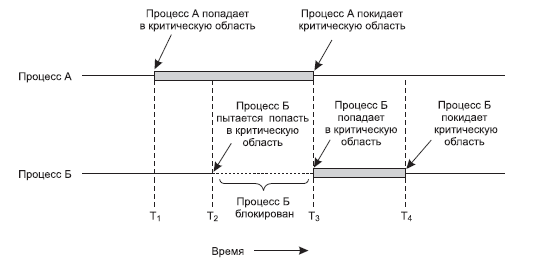 Процесс А попадает
в критическую область
Процесс А покидает
критическую область
Процесс А
Процесс Б
пытается попасть
в критическую
область
Процесс Б
попадает
в критическую
область
Процесс Б
покидает
критическую
область
Процесс Б
Процесс Б
блокирован
T1
T2
T3
T4
Время